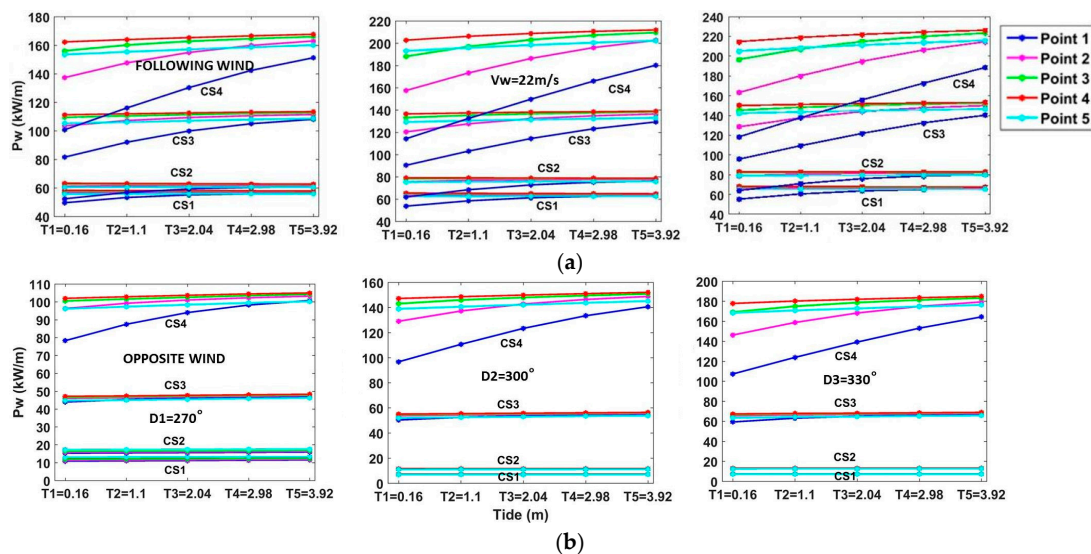 (a)
Pw (kW/m)
180
160
140
120
100
80
60
40
FOLLOWING WIND
CS4
CS3
CS2
CS1
T1=0.16 T2=1.1 T3=2.04 T4=2.98 T5=3.92
220
200
180
160
140
120
100
80
60
40
Vw=22m/s
CS4
CS3
CS2
CS1
T1=0.16 T2=1.1 T3=2.04 T4=2.98 T5=3.92
240
220
200
180
160
140
120
100
80
60
40
CS4
CS3
CS2
CS1
T1=0.16 T2=1.1 T3=2.04 T4=2.98 T5=3.92
Point 1
Point 2
Point 3
Point 4
Point 5
Pw (kW/m)
110
100
90
80
70
60
50
40
30
20
10
0
CS4
OPPOSITE WIND
CS3
D1=270°
CS2
CS1
T1=0.16 T2=1.1 T3=2.04 T4=2.98 T5=3.92
160
140
120
100
80
60
40
20
0
CS4
D2=300°
CS3
CS2
CS1
T1=0.16 T2=1.1 T3=2.04 T4=2.98 T5=3.92
Tide (m)
200
180
160
140
120
100
80
60
40
20
0
CS4
D3=330°
CS3
CS2
CS1
T1=0.16 T2=1.1 T3=2.04 T4=2.98 T5=3.92
(b)